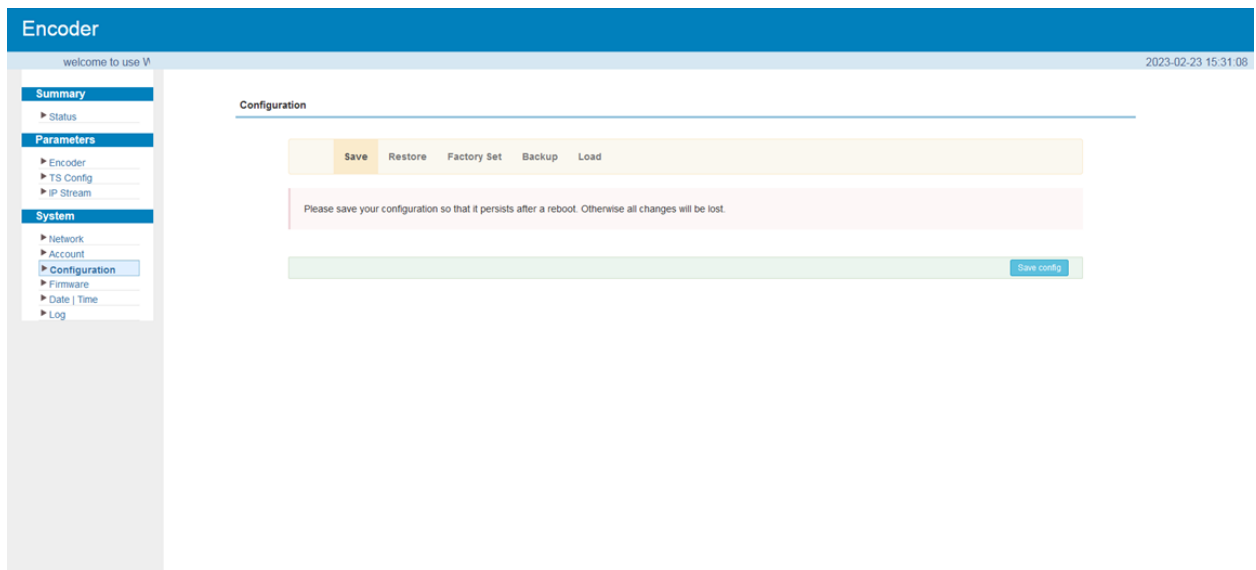 Encoder
welcome to use W
2023-02-23 15:31:08
Summary
Status
Parameters
Encoder
TS Config
IP Stream
System
Network
Account
Configuration
Firmware
Date | Time
Log
Configuration
Save Restore Factory Set Backup Load
Please save your configuration so that it persists after a reboot. Otherwise all changes will be lost.
Save config